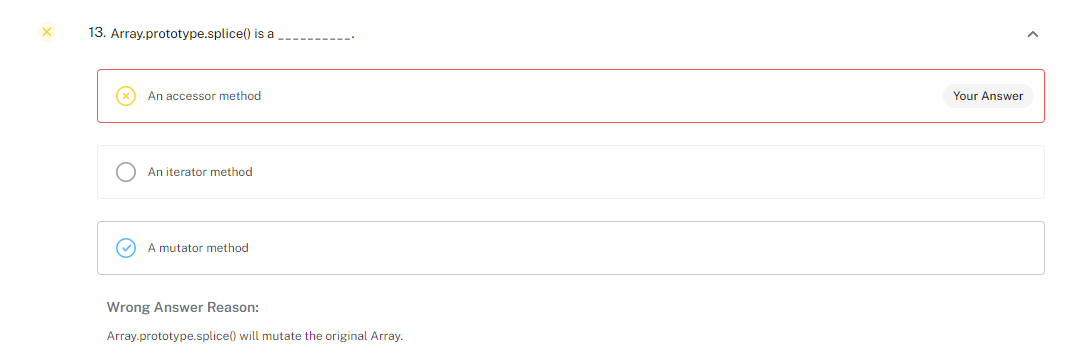 13. Array.prototype.splice() is a __________.
An accessor method Your Answer
An iterator method
A mutator method
Wrong Answer Reason:
Array.prototype.splice() will mutate the original Array.